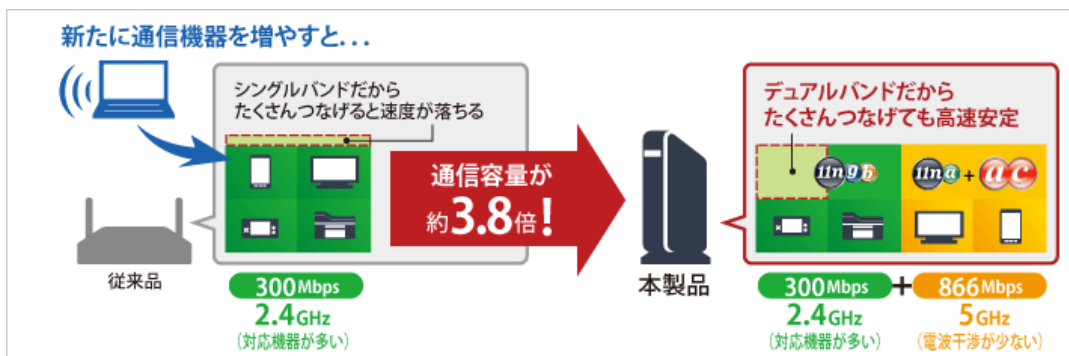 新たに通信機器を増やすと...
シングルバンドだから
たくさんつなげると速度が落ちる
従来品
300Mbps
2.4GHz
(対応機器が多い)
通信容量が
約3.8倍!
本製品
デュアルバンドだから
たくさんつなげても高速安定
11ngb
11na+ac
300Mbps+866Mbps
2.4GHz
(対応機器が多い)
5GHz
(電波干渉が少ない)